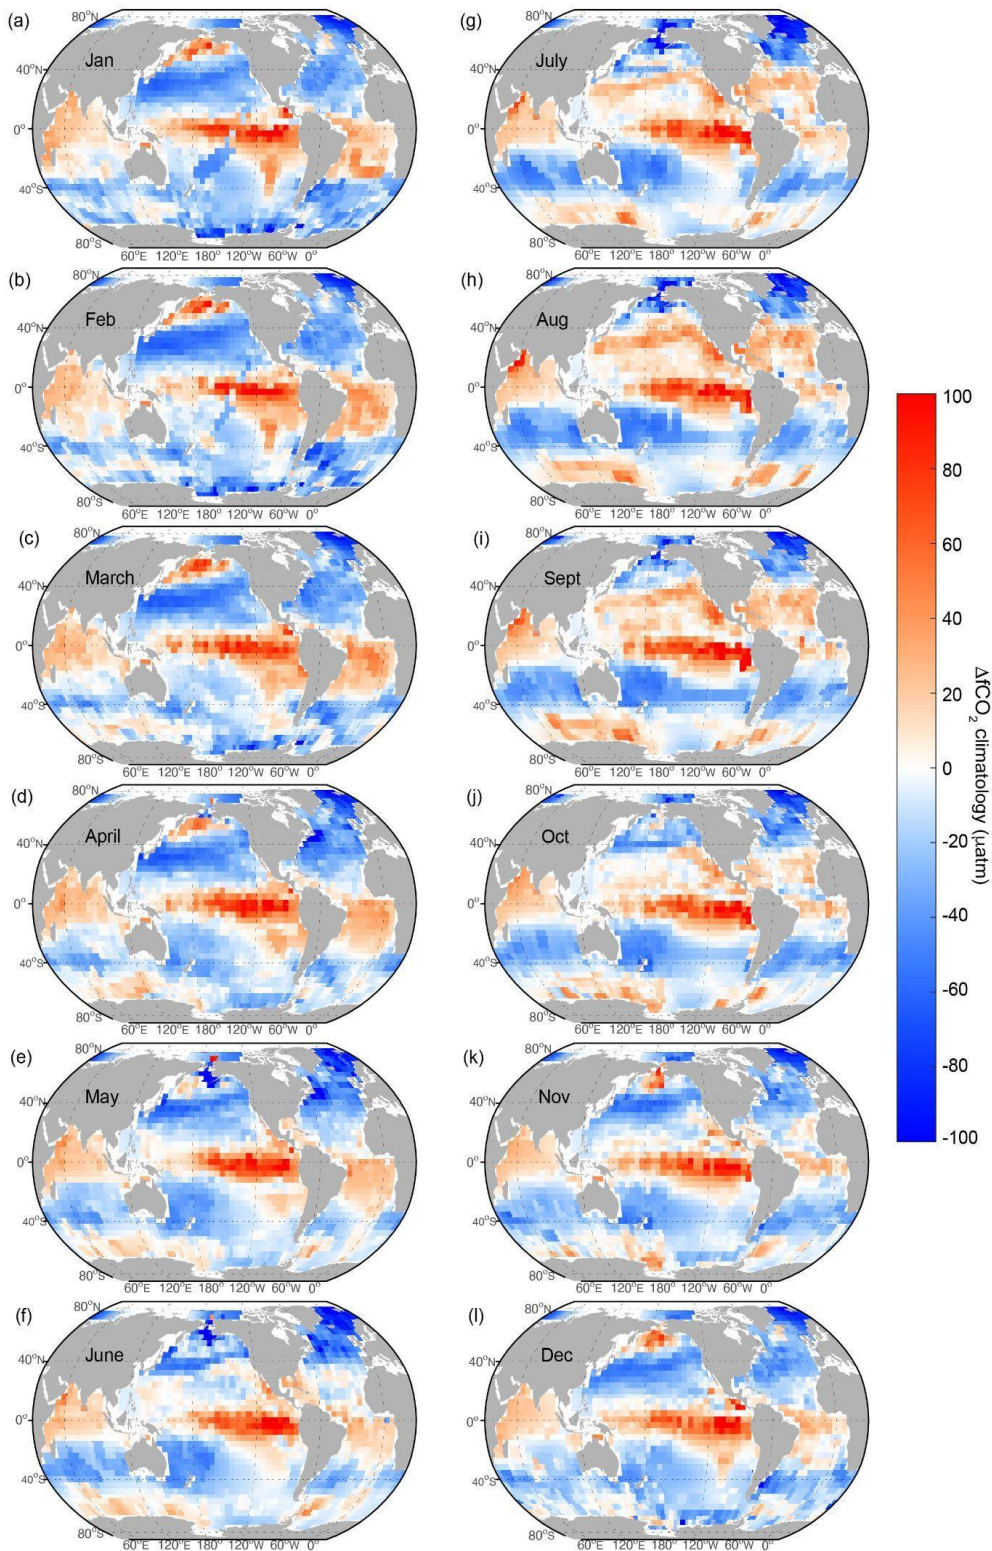 (a)
Jan
80°N
40°N
0°
40°S
80°S
60°E 120°E 180° 120°W 60°W 0°
(b)
Feb
80°N
40°N
0°
40°S
80°S
60°E 120°E 180° 120°W 60°W 0°
(c)
March
80°N
40°N
0°
40°S
80°S
60°E 120°E 180° 120°W 60°W 0°
(d)
April
80°N
40°N
0°
40°S
80°S
60°E 120°E 180° 120°W 60°W 0°
(e)
May
80°N
40°N
0°
40°S
80°S
60°E 120°E 180° 120°W 60°W 0°
(f)
June
80°N
40°N
0°
40°S
80°S
60°E 120°E 180° 120°W 60°W 0°
(g)
July
80°N
40°N
0°
40°S
80°S
60°E 120°E 180° 120°W 60°W 0°
(h)
Aug
80°N
40°N
0°
40°S
80°S
60°E 120°E 180° 120°W 60°W 0°
(i)
Sept
80°N
40°N
0°
40°S
80°S
60°E 120°E 180° 120°W 60°W 0°
(j)
Oct
80°N
40°N
0°
40°S
80°S
60°E 120°E 180° 120°W 60°W 0°
(k)
Nov
80°N
40°N
0°
40°S
80°S
60°E 120°E 180° 120°W 60°W 0°
(l)
Dec
80°N
40°N
0°
40°S
80°S
60°E 120°E 180° 120°W 60°W 0°
100
80
60
40
20
0
-20
-40
-60
-80
-100
ΔfCO₂ climatology (μatm)